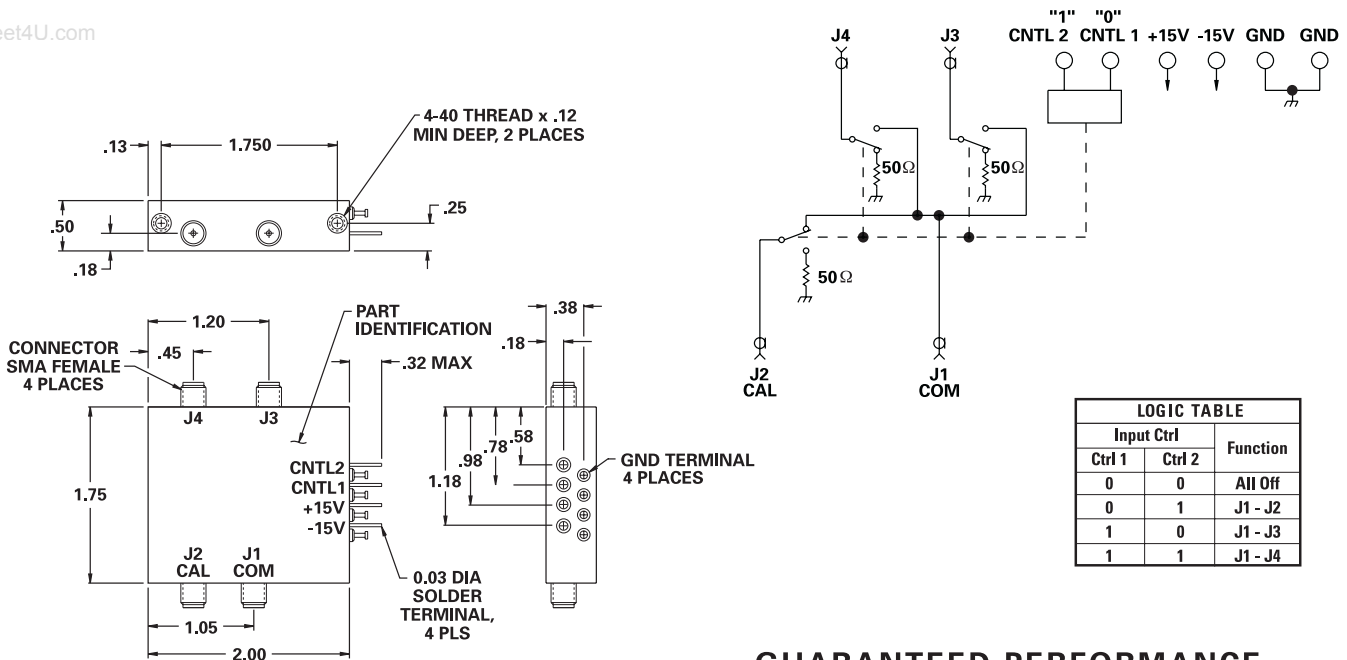 eet4U.com
4-40 THREAD x .12
MIN DEEP, 2 PLACES
.13
1.750
.50
.25
.18
1.20
PART
IDENTIFICATION
.45
.32 MAX
CONNECTOR
SMA FEMALE
4 PLACES
J4
J3
CNTL2
CNTL1
+15V
-15V
1.75
J2
CAL
J1
COM
1.05
2.00
0.03 DIA
SOLDER
TERMINAL,
4 PLS
.38
.18
.58
.78
.98
1.18
GND TERMINAL
4 PLACES
J4
J3
"1"
CNTL 2
"0"
CNTL 1
+15V
-15V
GND
GND
50Ω
50Ω
50Ω
J2
CAL
J1
COM
LOGIC TABLE
Input Ctrl
Function
Ctrl 1 Ctrl 2
0 0 All Off
0 1 J1 - J2
1 0 J1 - J3
1 1 J1 - J4
GUARANTEED PERFORMANCE